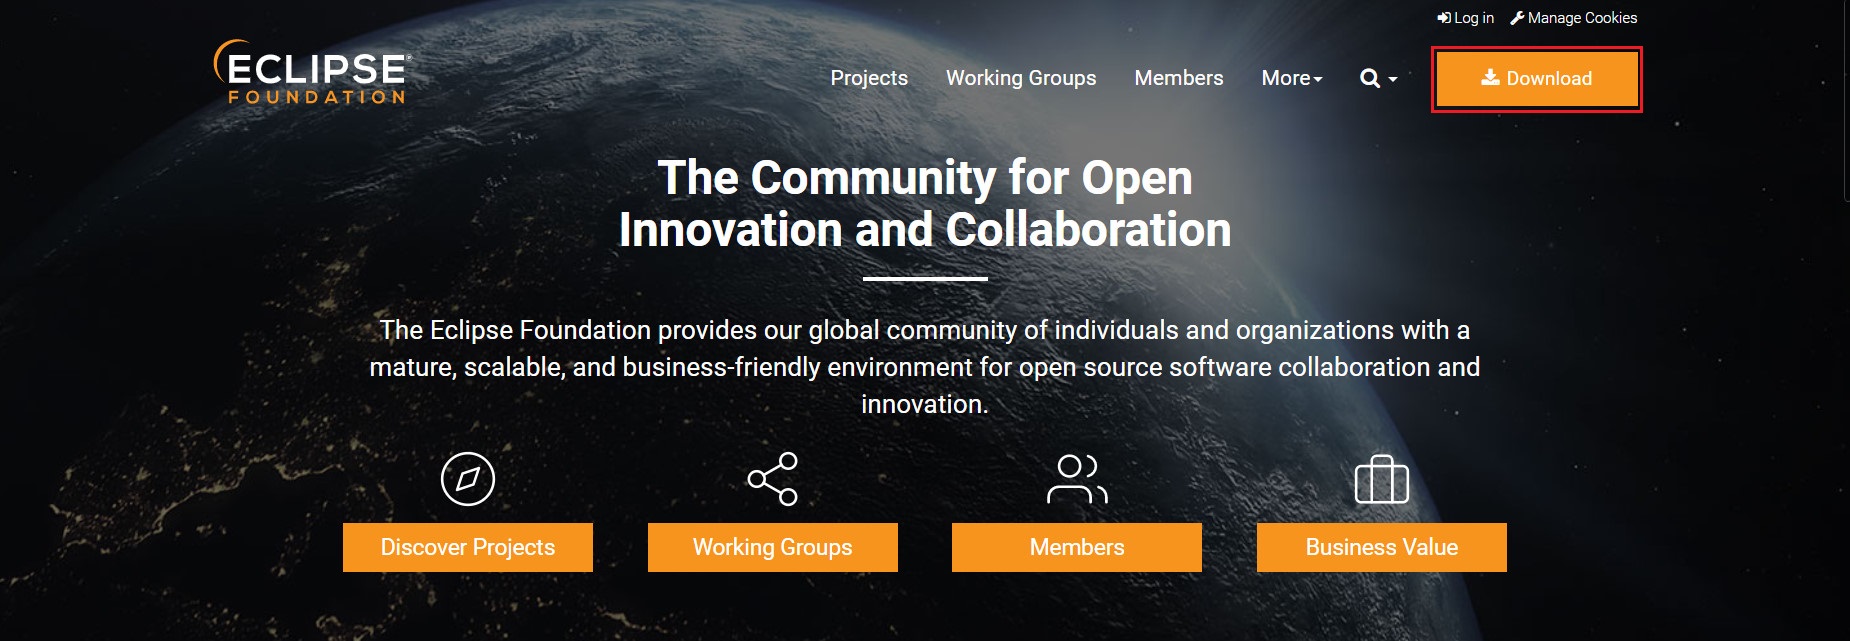 Log in Manage Cookies
ECLIPSE®
FOUNDATION
Projects Working Groups Members More Download
The Community for Open
Innovation and Collaboration
The Eclipse Foundation provides our global community of individuals and organizations with a
mature, scalable, and business-friendly environment for open source software collaboration and
innovation.
Discover Projects Working Groups Members Business Value